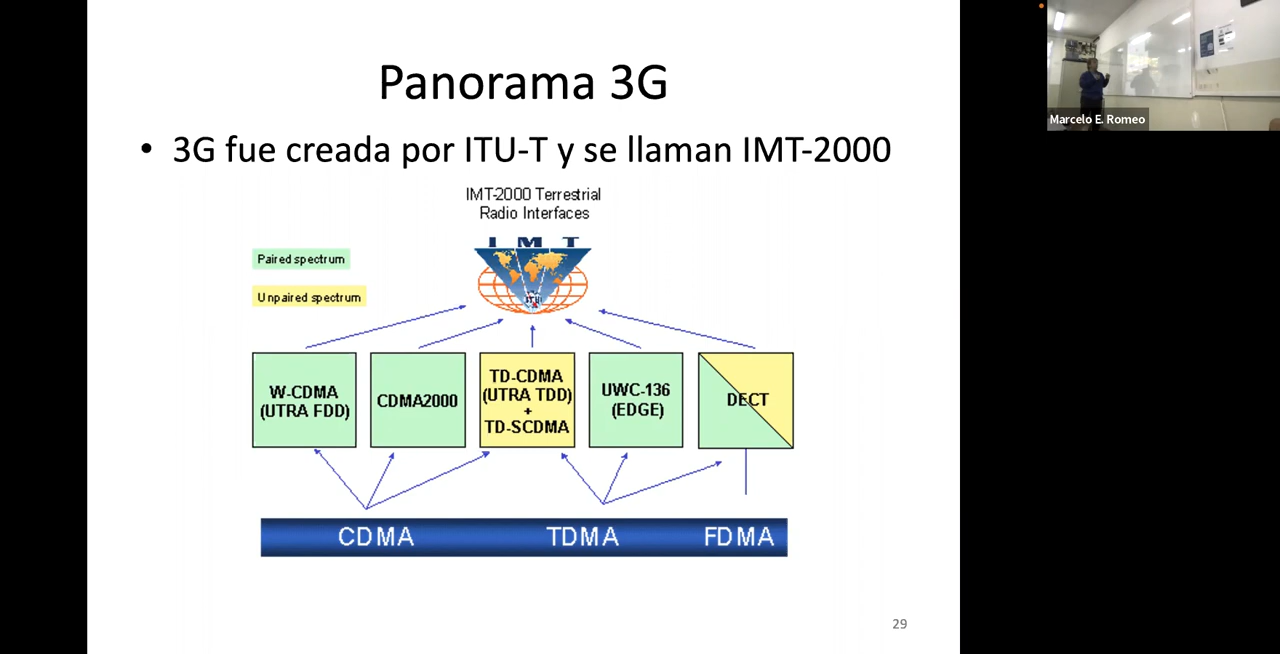 Panorama 3G
• 3G fue creada por ITU-T y se llaman IMT-2000
IMT-2000 Terrestrial
Radio Interfaces
I M T
ITU
Paired spectrum
Unpaired spectrum
W-CDMA
(UTRA FDD)
CDMA2000
TD-CDMA
(UTRA TDD)
+
TD-SCDMA
UWC-136
(EDGE)
DECT
CDMA
TDMA
FDMA
29
Marcelo E. Romeo